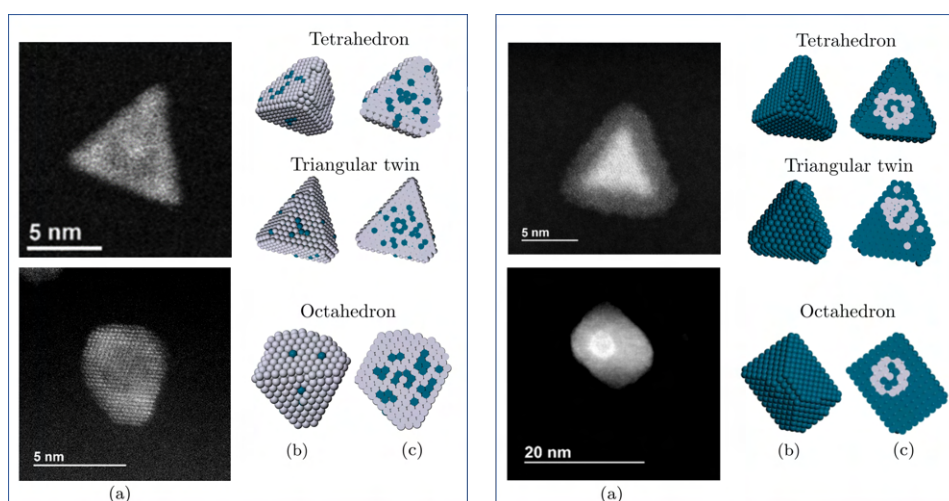 Tetrahedron
5 nm
Triangular twin
5 nm
Octahedron
(b) (c)
(a)
Tetrahedron
5 nm
Triangular twin
20 nm
Octahedron
(b) (c)
(a)